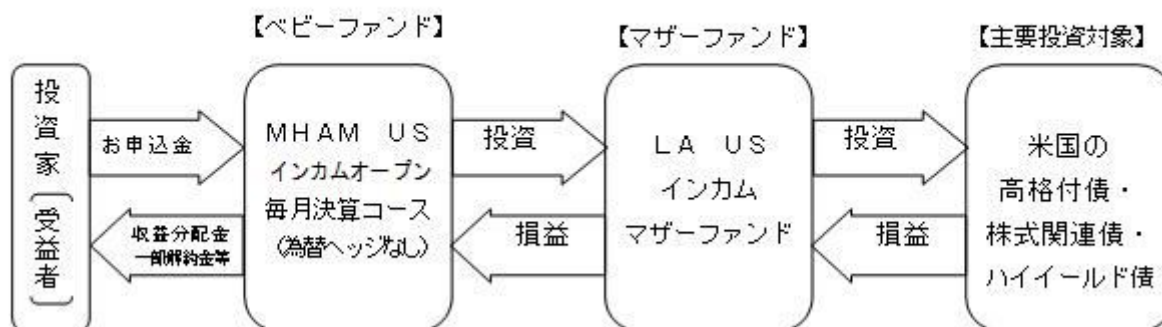 【ベビーファンド】
【マザーファンド】
【主要投資対象】
投資家（受益者）
お申込金
収益分配金
一部解約金等
ＭＨＡＭ ＵＳ
インカムオープン
毎月決算コース
（為替ヘッジなし）
投資
損益
ＬＡ ＵＳ
インカム
マザーファンド
投資
損益
米国の
高格付債・
株式関連債・
ハイイールド債